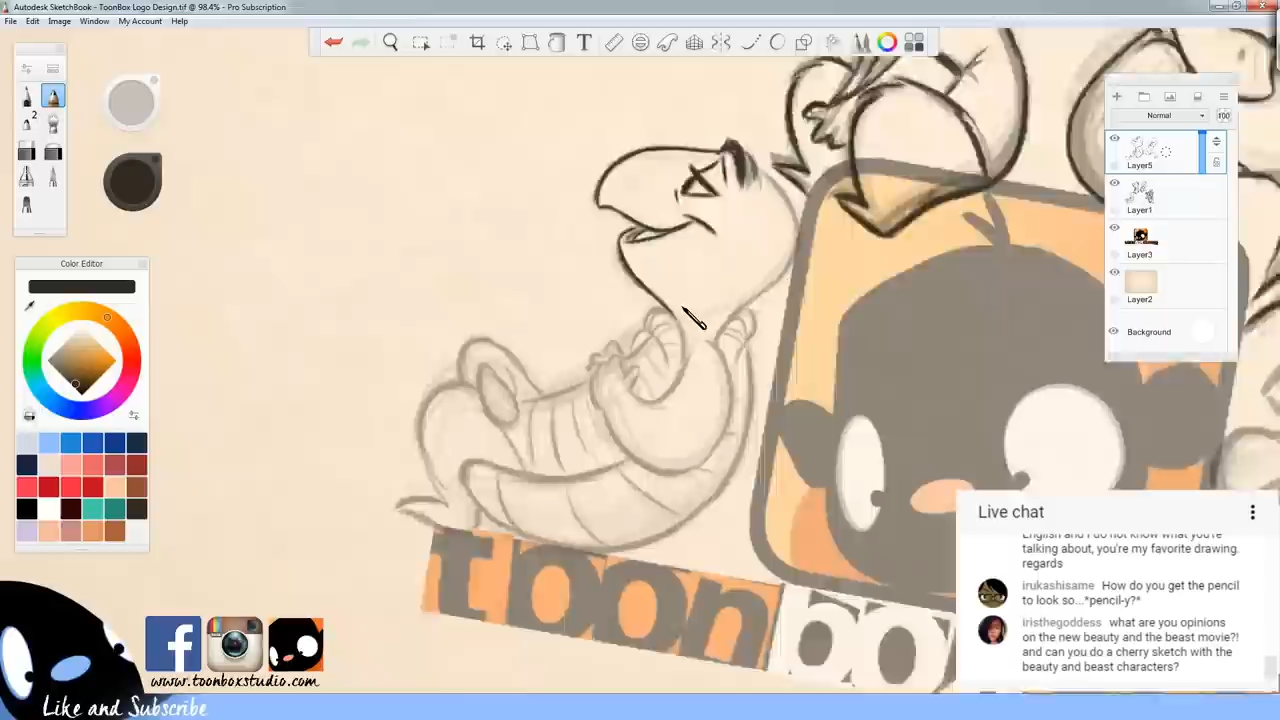 Autodesk SketchBook - ToonBox Logo Design.tif @ 98.4% - Pro Subscription
File Edit Image Window My Account Help
T
2
Normal
100
Layer5
Layer1
Layer3
Layer2
Background
Color Editor
toonbo
Live chat
English and I do not know what you're
talking about, you're my favorite drawing.
regards
irukashisame How do you get the pencil
to look so...*pencil-y?*
iristhegoddess what are you opinions
on the new beauty and the beast movie?!
and can you do a cherry sketch with the
beauty and beast characters?
www.toonboxstudio.com
Like and Subscribe